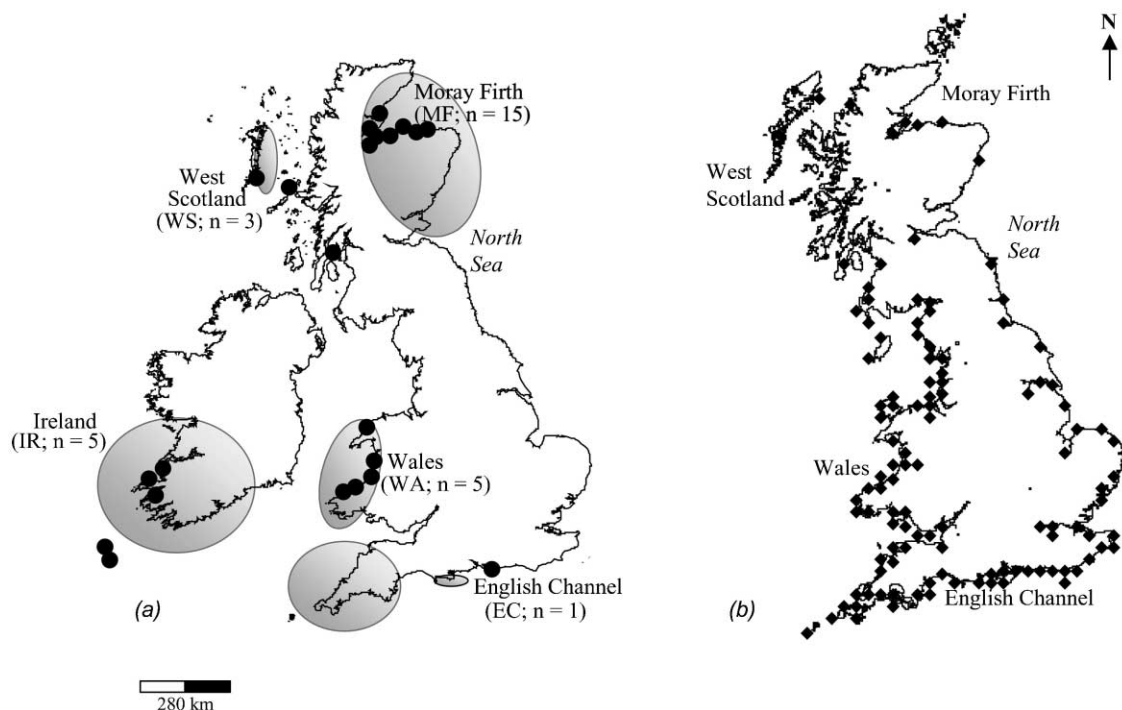 Moray Firth
(MF; n = 15)
West
Scotland
(WS; n = 3)
North
Sea
Ireland
(IR; n = 5)
Wales
(WA; n = 5)
English Channel
(EC; n = 1)
(a)
280 km
N
Moray Firth
West
Scotland
North
Sea
Wales
English Channel
(b)